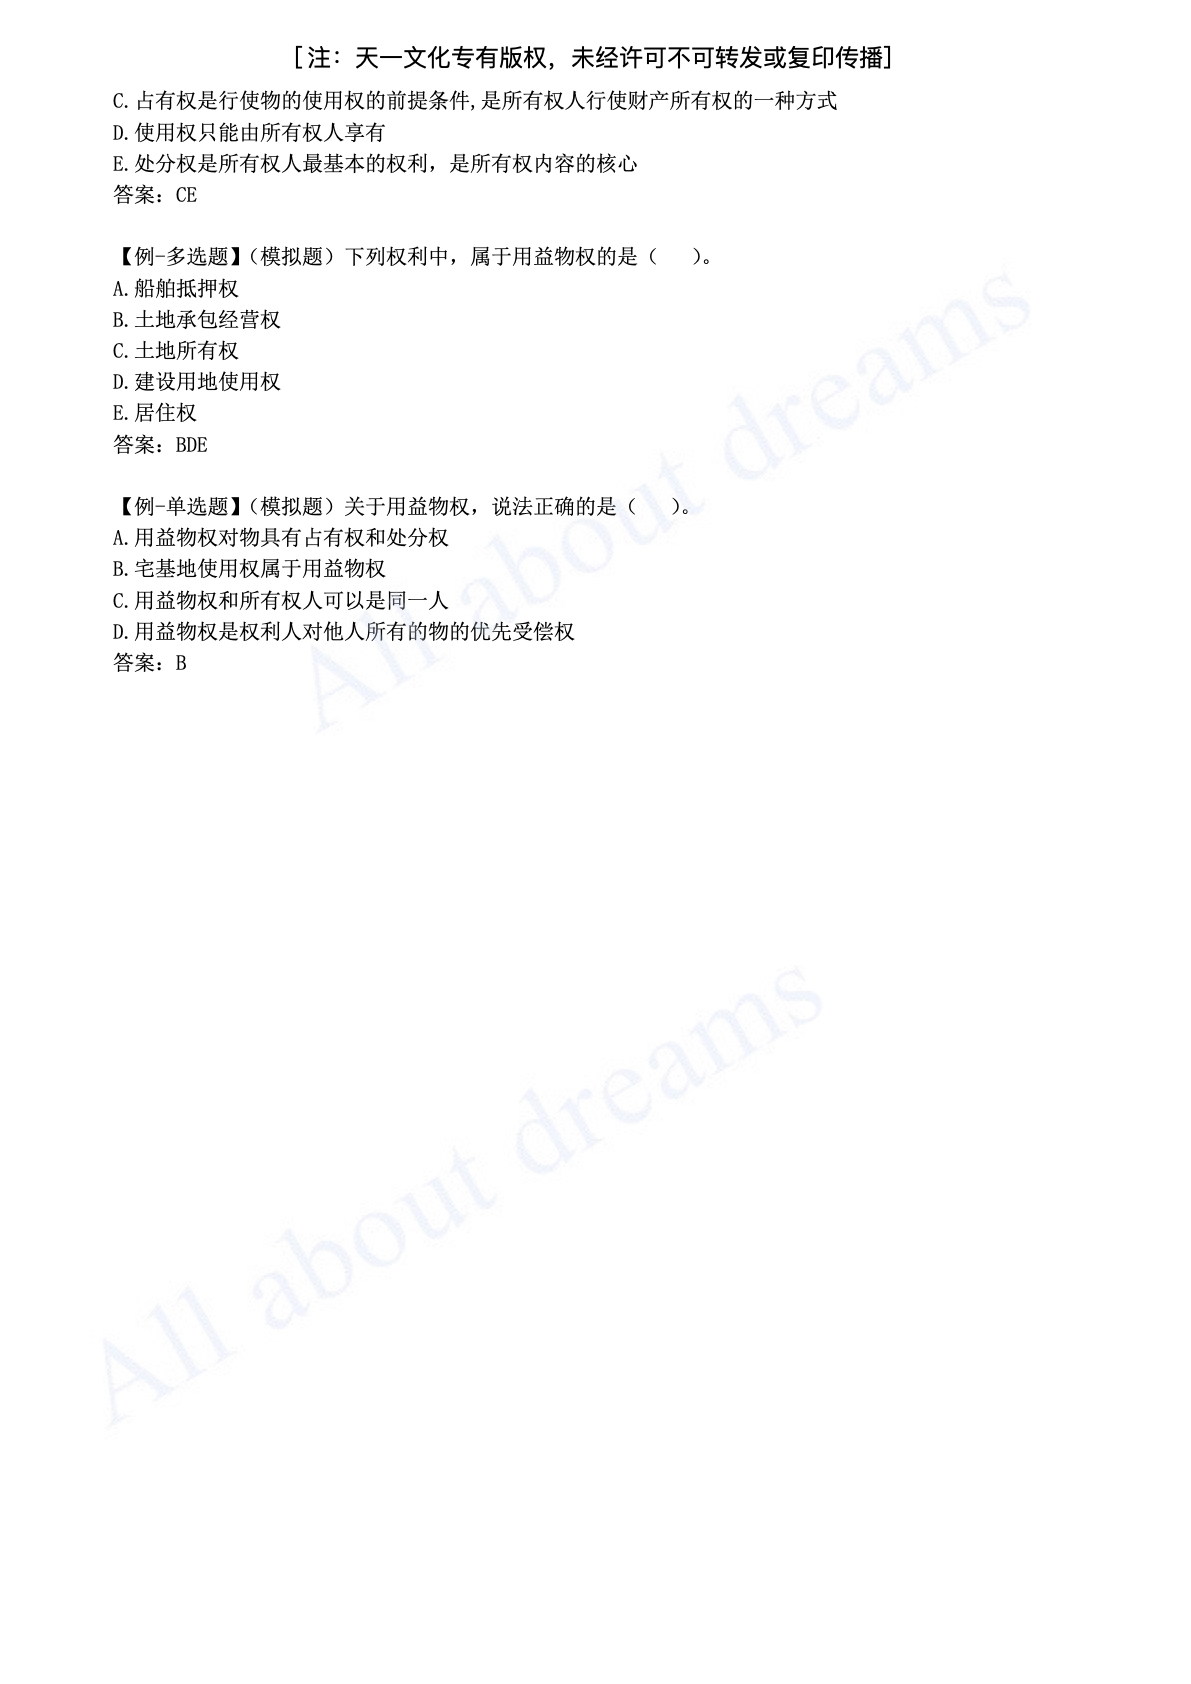 [注：天一文化专有版权，未经许可不可转发或复印传播]
C.占有权是行使物的使用权的前提条件,是所有权人行使财产所有权的一种方式
D.使用权只能由所有权人享有
E.处分权是所有权人最基本的权利，是所有权内容的核心
答案：CE
【例-多选题】（模拟题）下列权利中，属于用益物权的是（   ）。
A.船舶抵押权
B.土地承包经营权
C.土地所有权
D.建设用地使用权
E.居住权
答案：BDE
【例-单选题】（模拟题）关于用益物权，说法正确的是（   ）。
A.用益物权对物具有占有权和处分权
B.宅基地使用权属于用益物权
C.用益物权和所有权人可以是同一人
D.用益物权是权利人对他人所有的物的优先受偿权
答案：B
All about dreams
All about dreams